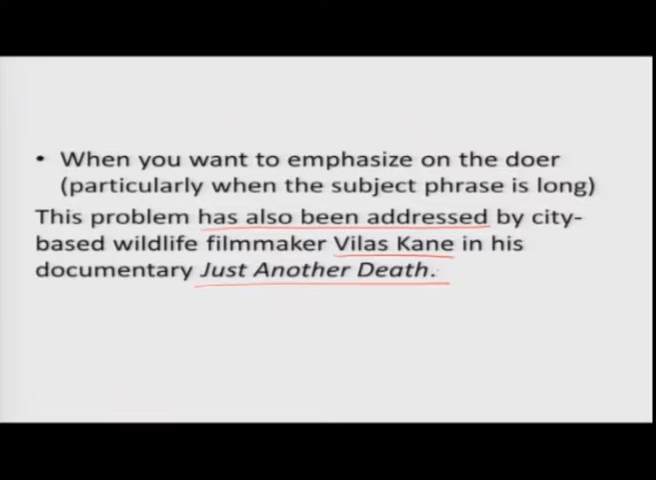 • When you want to emphasize on the doer
(particularly when the subject phrase is long)
This problem has also been addressed by city-
based wildlife filmmaker Vilas Kane in his
documentary Just Another Death.